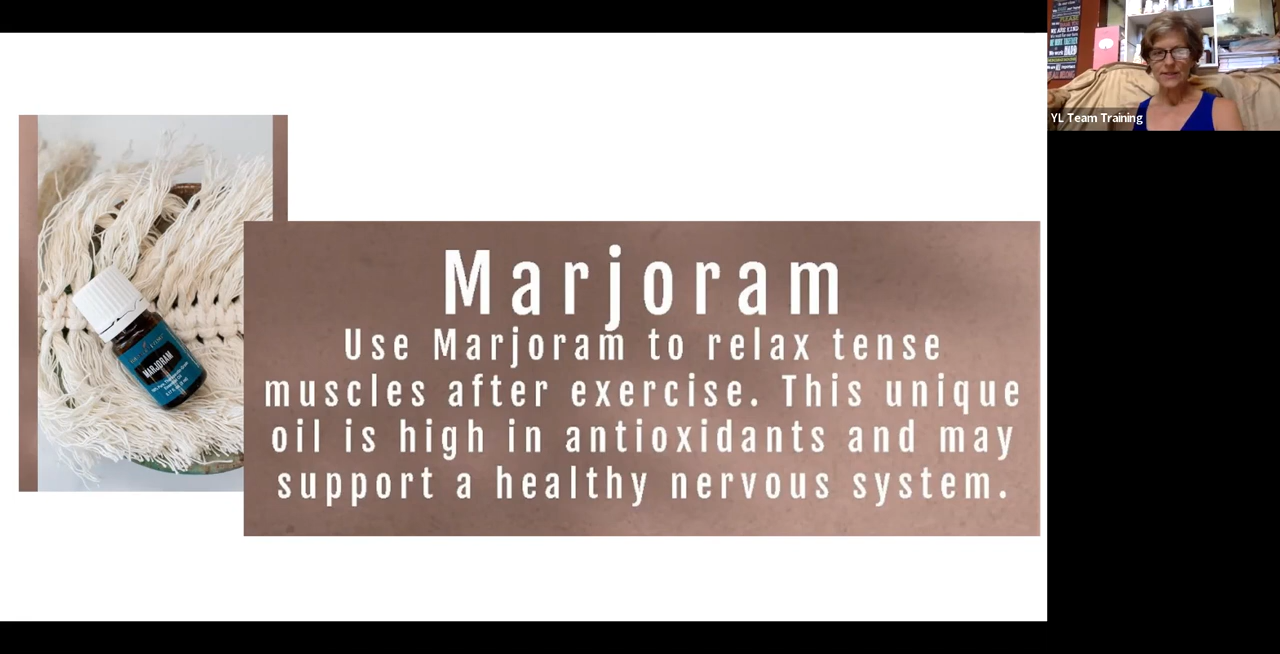 Marjoram
Use Marjoram to relax tense
muscles after exercise. This unique
oil is high in antioxidants and may
support a healthy nervous system.
MARJORAM
YL Team Training